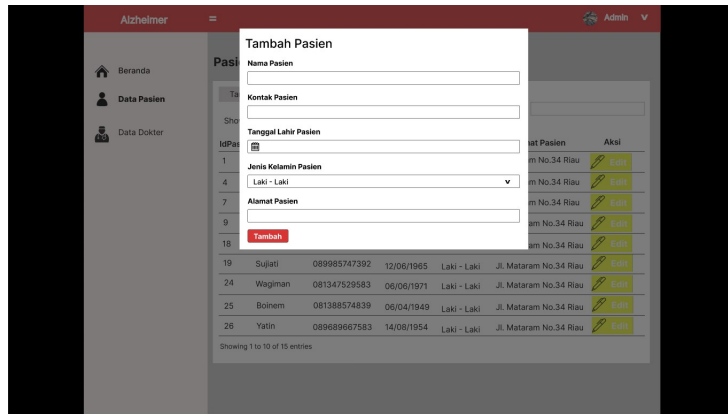 Alzheimer
Admin
Tambah Pasien
Nama Pasien
Kontak Pasien
Tanggal Lahir Pasien
Jenis Kelamin Pasien
Laki - Laki
Alamat Pasien
Tambah
Beranda
Data Pasien
Data Dokter
Pasi
Ta
Sho
IdPas at Pasien Aksi
1 m No.34 Riau Edit
4 m No.34 Riau Edit
7 am No.34 Riau Edit
9 am No.34 Riau Edit
18 am No.34 Riau Edit
19 Sujiati 089985747392 12/06/1965 Laki - Laki Jl. Mataram No.34 Riau Edit
24 Wagiman 081347529583 06/06/1971 Laki - Laki Jl. Mataram No.34 Riau Edit
25 Boinem 081388574839 06/04/1949 Laki - Laki Jl. Mataram No.34 Riau Edit
26 Yatin 089689667583 14/08/1954 Laki - Laki Jl. Mataram No.34 Riau Edit
Showing 1 to 10 of 15 entries